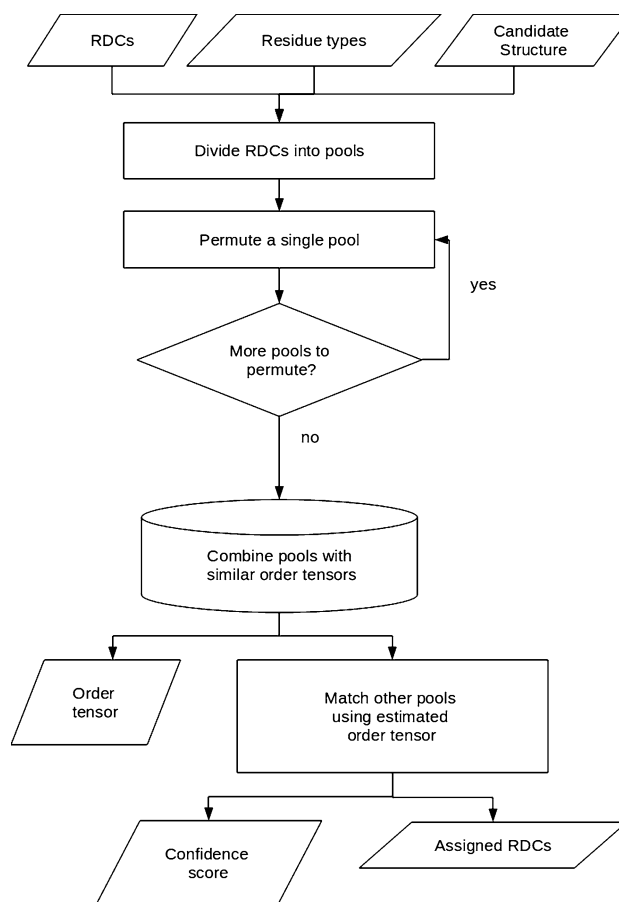 RDCs
Residue types
Candidate
Structure
Divide RDCs into pools
Permute a single pool
yes
More pools to
permute?
no
Combine pools with
similar order tensors
Order
tensor
Match other pools
using estimated
order tensor
Confidence
score
Assigned RDCs